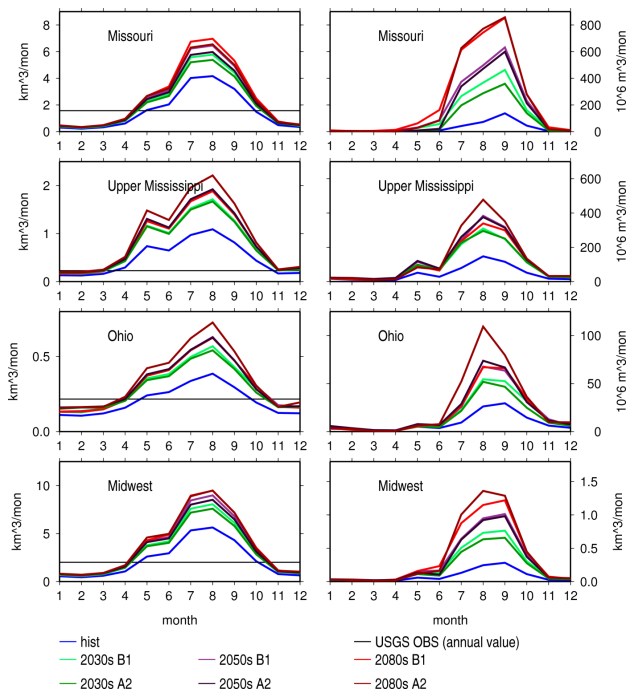 8
6
4
2
0
km^3/mon
Missouri
1 2 3 4 5 6 7 8 9 10 11 12
Missouri
800
600
400
200
0
10^6 m^3/mon
1 2 3 4 5 6 7 8 9 10 11 12
2
1
0
km^3/mon
Upper Mississippi
1 2 3 4 5 6 7 8 9 10 11 12
Upper Mississippi
600
400
200
0
10^6 m^3/mon
1 2 3 4 5 6 7 8 9 10 11 12
0.5
0.0
km^3/mon
Ohio
1 2 3 4 5 6 7 8 9 10 11 12
Ohio
100
50
0
10^6 m^3/mon
1 2 3 4 5 6 7 8 9 10 11 12
10
5
0
km^3/mon
Midwest
1 2 3 4 5 6 7 8 9 10 11 12
month
Midwest
1.5
1.0
0.5
0.0
km^3/mon
1 2 3 4 5 6 7 8 9 10 11 12
month
hist
USGS OBS (annual value)
2030s B1
2050s B1
2080s B1
2030s A2
2050s A2
2080s A2